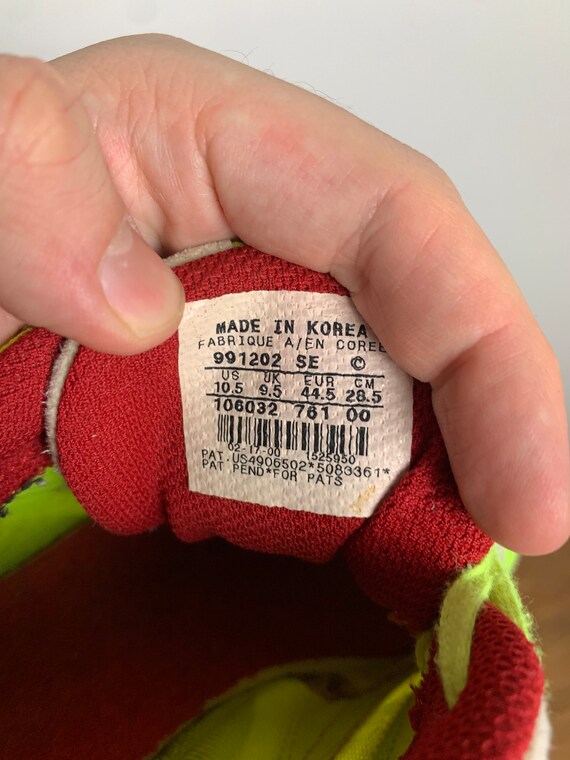 MADE IN KOREA
FABRIQUE A/EN COREE
991202 SE ©
US UK EUR CM
10.5 9.5 44.5 28.5
106032 761 00
02-17-00 1525950
PAT.US4906502*5083361*
PAT.PEND*FOR PATS